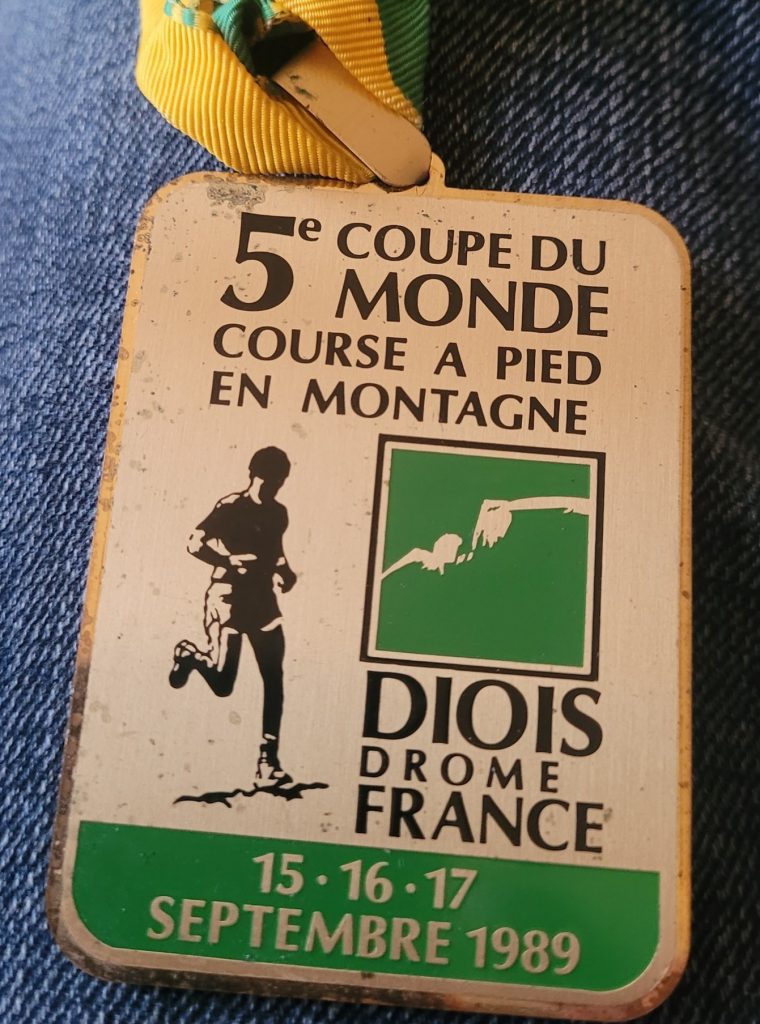 5e COUPE DU
MONDE
COURSE A PIED
EN MONTAGNE
DIOIS
DROME
FRANCE
15 · 16 · 17
SEPTEMBRE 1989